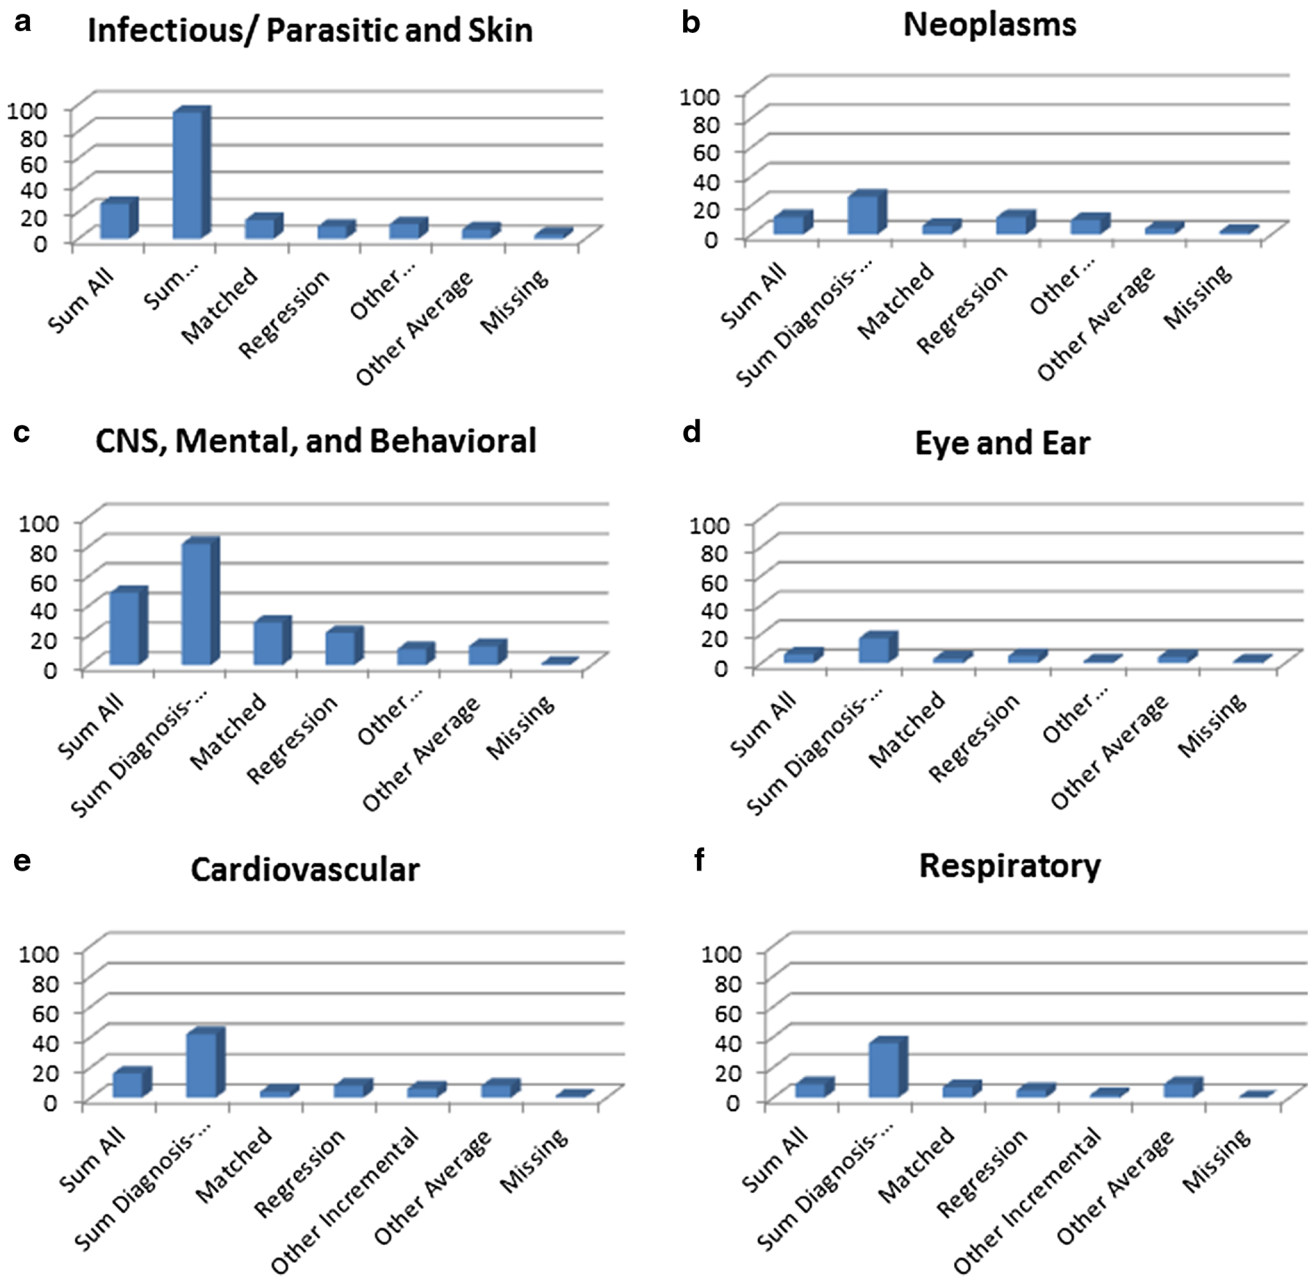 a
Infectious/ Parasitic and Skin
100
80
60
40
20
0
Sum All
Sum...
Matched
Regression
Other...
Other Average
Missing
b
Neoplasms
100
80
60
40
20
0
Sum All
Sum Diagnosis-...
Matched
Regression
Other...
Other Average
Missing
c
CNS, Mental, and Behavioral
100
80
60
40
20
0
Sum All
Sum Diagnosis-...
Matched
Regression
Other...
Other Average
Missing
d
Eye and Ear
100
80
60
40
20
0
Sum All
Sum Diagnosis-...
Matched
Regression
Other...
Other Average
Missing
e
Cardiovascular
100
80
60
40
20
0
Sum All
Sum Diagnosis-...
Matched
Regression
Other Incremental
Other Average
Missing
f
Respiratory
100
80
60
40
20
0
Sum All
Sum Diagnosis-...
Matched
Regression
Other Incremental
Other Average
Missing